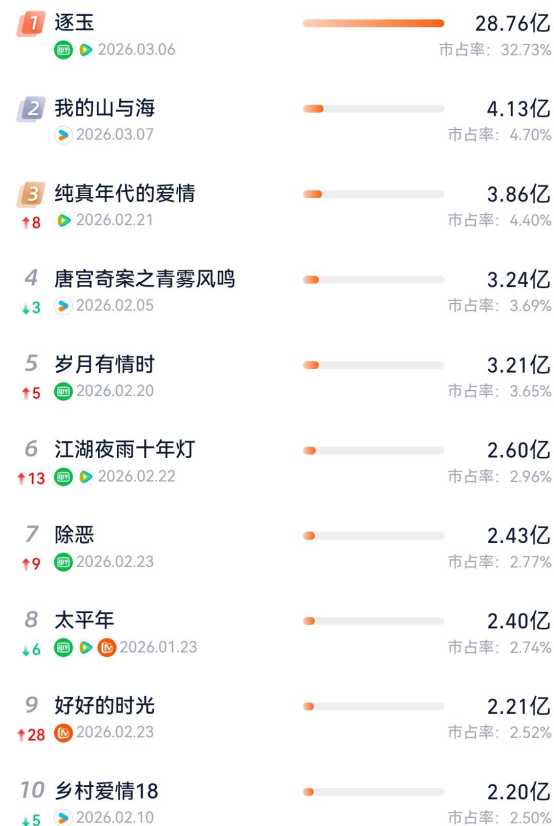 1 逐玉 28.76亿
2026.03.06 市占率: 32.73%
2 我的山与海 4.13亿
2026.03.07 市占率: 4.70%
3 纯真年代的爱情 3.86亿
8 2026.02.21 市占率: 4.40%
4 唐宫奇案之青雾风鸣 3.24亿
3 2026.02.05 市占率: 3.69%
5 岁月有情时 3.21亿
5 2026.02.20 市占率: 3.65%
6 江湖夜雨十年灯 2.60亿
13 2026.02.22 市占率: 2.96%
7 除恶 2.43亿
9 2026.02.23 市占率: 2.77%
8 太平年 2.40亿
6 2026.01.23 市占率: 2.74%
9 好好的时光 2.21亿
28 2026.02.23 市占率: 2.52%
10 乡村爱情18 2.20亿
5 2026.02.10 市占率: 2.50%